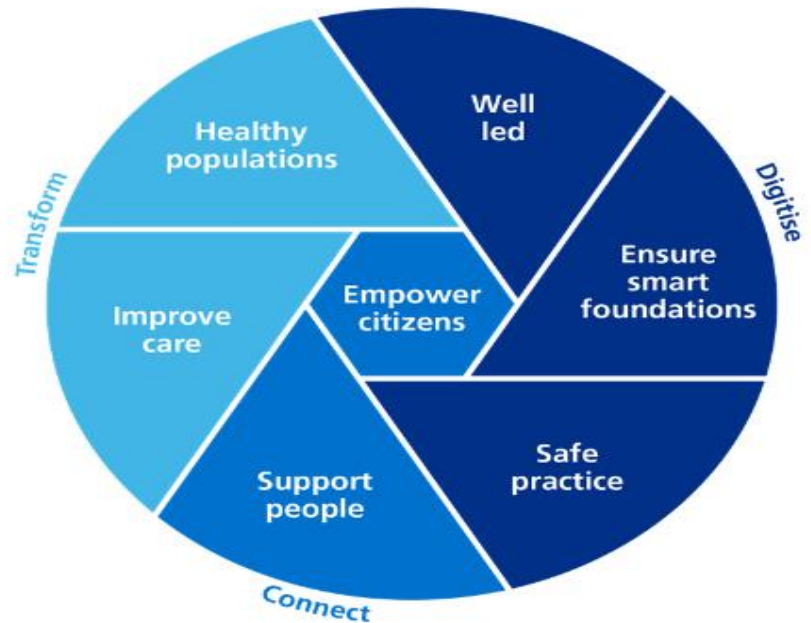 Healthy
populations
Well
led
Transform
Digitise
Ensure
smart
foundations
Empower
citizens
Improve
care
Safe
practice
Support
people
Connect